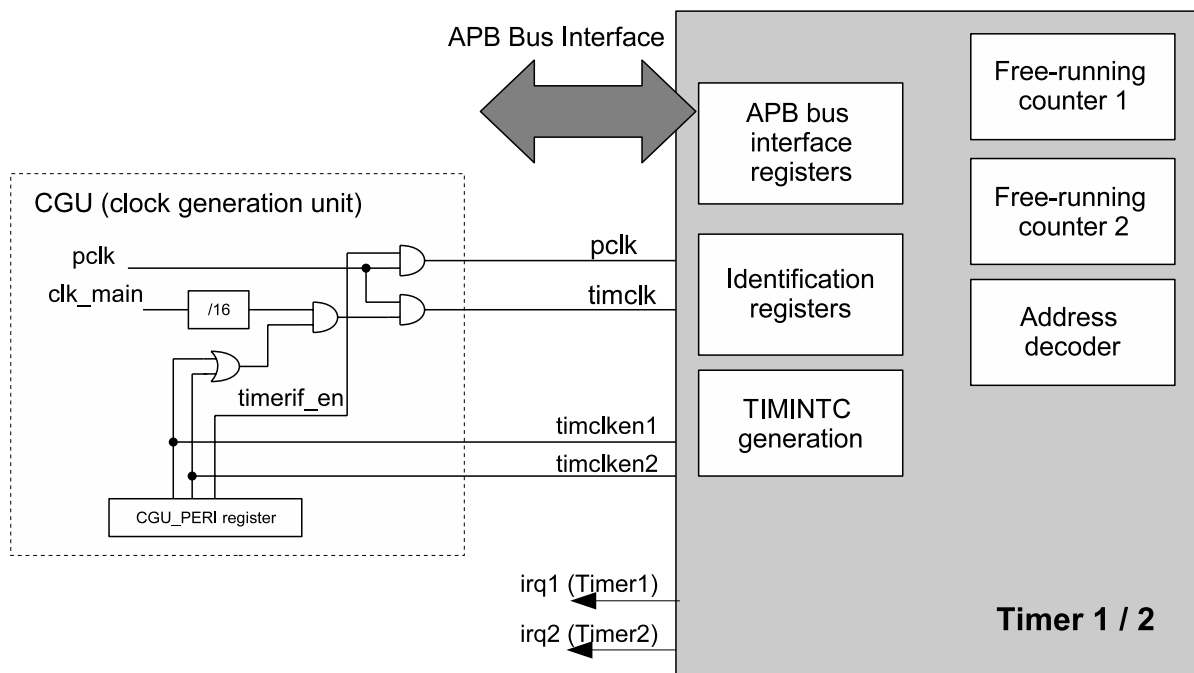 APB Bus Interface
CGU (clock generation unit)
pclk
clk_main
/16
timerif_en
CGU_PERI register
pclk
timclk
timclken1
timclken2
irq1 (Timer1)
irq2 (Timer2)
APB bus
interface
registers
Identification
registers
TIMINTC
generation
Free-running
counter 1
Free-running
counter 2
Address
decoder
Timer 1 / 2